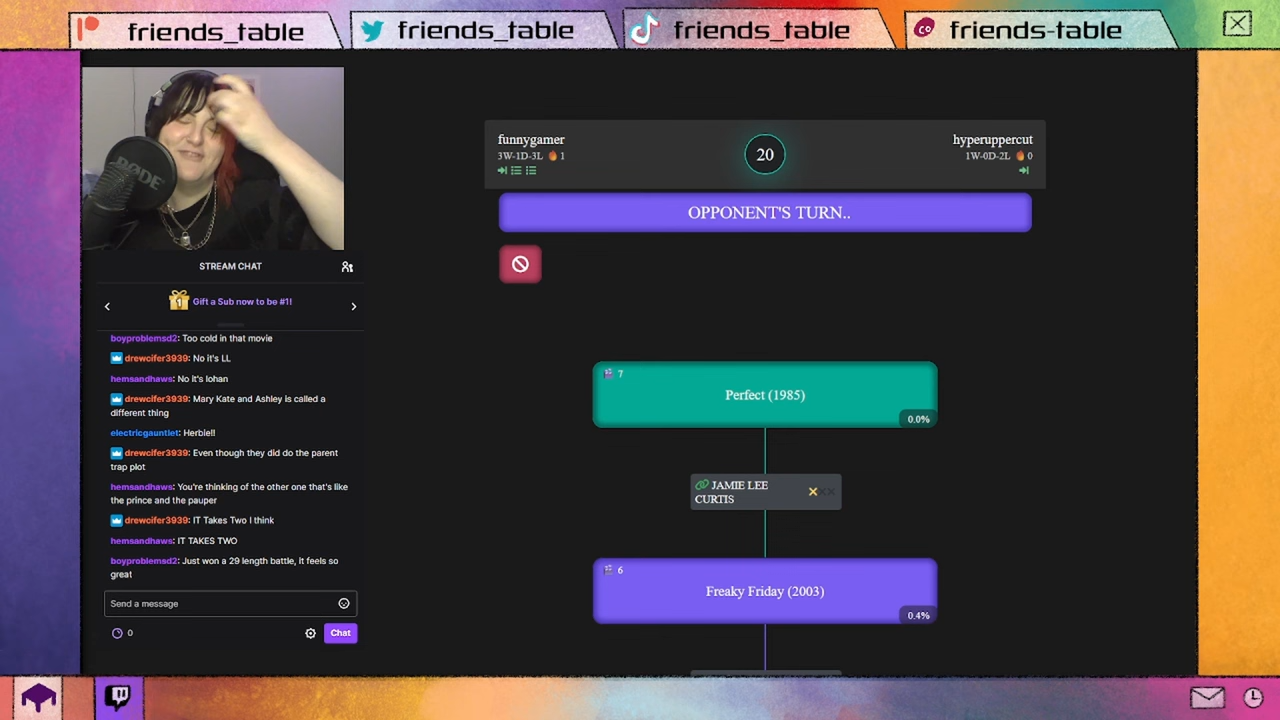 friends_table
friends_table
friends_table
friends-table
RØDE
funnygamer
3W-1D-3L 1
20
hyperuppercut
1W-0D-2L 0
OPPONENT'S TURN..
STREAM CHAT
Gift a Sub now to be #1!
boyproblemsd2: Too cold in that movie
drewcifer3939: No it's LL
hemsandhaws: No it's lohan
drewcifer3939: Mary Kate and Ashley is called a
different thing
electricgauntlet: Herbie!!
drewcifer3939: Even though they did do the parent
trap plot
hemsandhaws: You're thinking of the other one that's like
the prince and the pauper
drewcifer3939: IT Takes Two I think
hemsandhaws: IT TAKES TWO
boyproblemsd2: Just won a 29 length battle, it feels so
great
Send a message
0
Chat
7
Perfect (1985)
0.0%
JAMIE LEE
CURTIS
6
Freaky Friday (2003)
0.4%